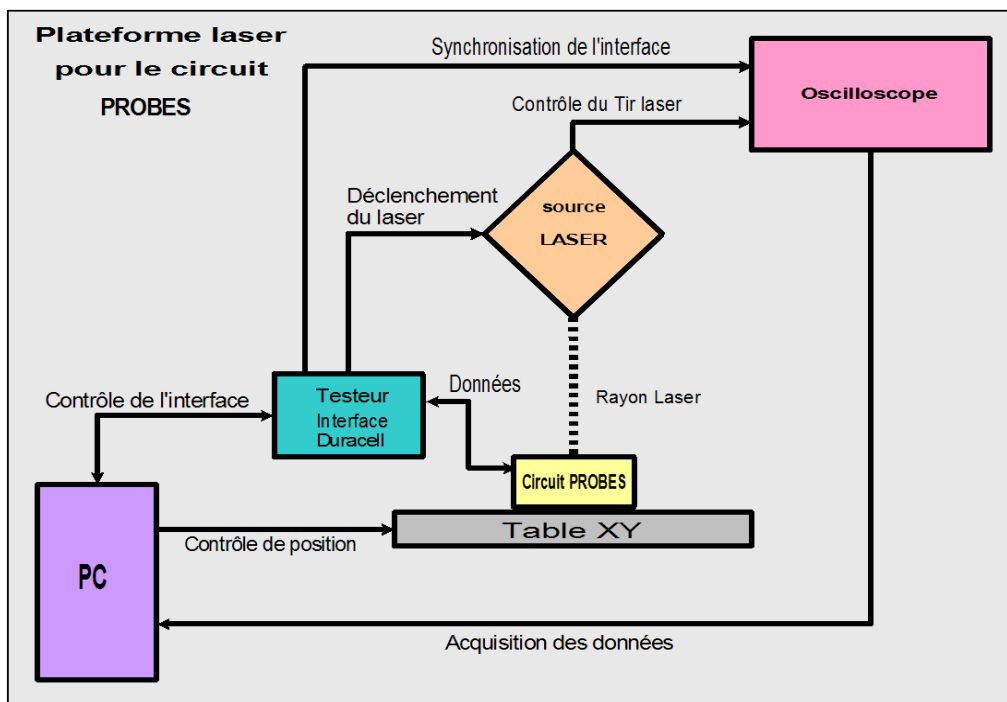 Plateforme laser
pour le circuit
PROBES
Synchronisation de l'interface
Oscilloscope
Contrôle du Tir laser
Déclenchement
du laser
source
LASER
Contrôle de l'interface
Testeur
Interface
Duracell
Données
Rayon Laser
Circuit PROBES
Table XY
Contrôle de position
PC
Acquisition des données